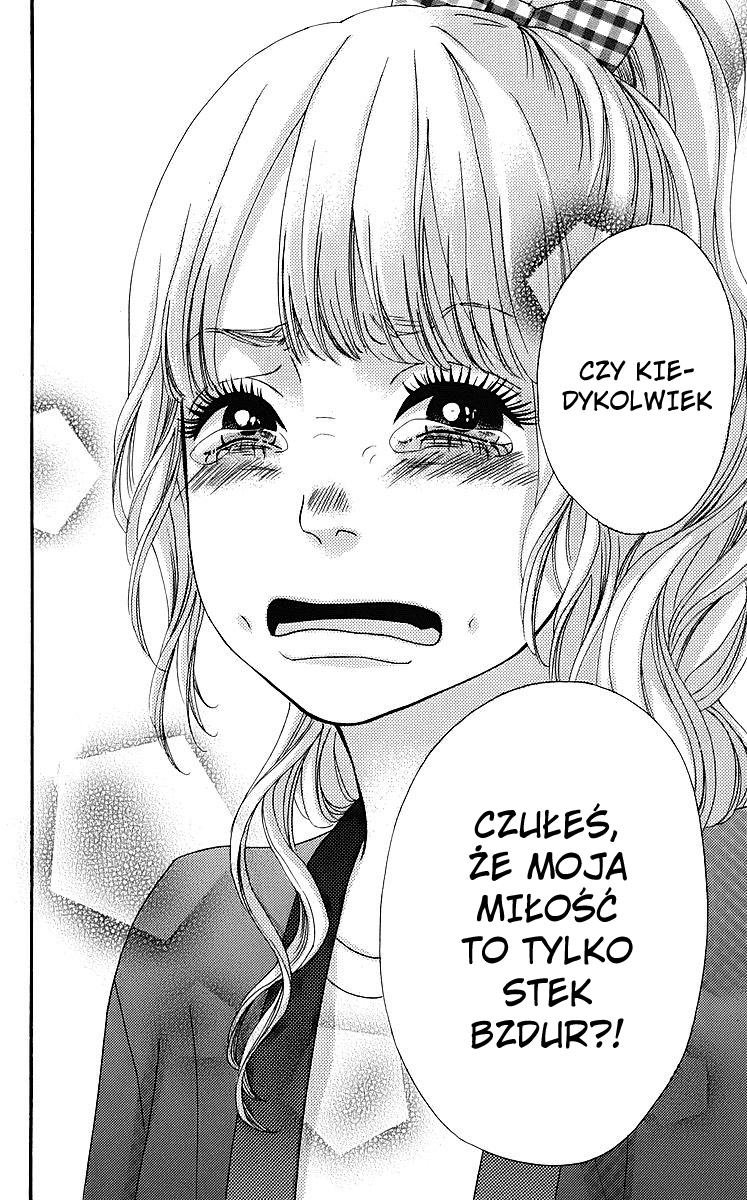 CZY KIE-
DYKOLWIEK
CZUŁEŚ,
ŻE MOJA
MIŁOŚĆ
TO TYLKO
STEK
BZDUR?!